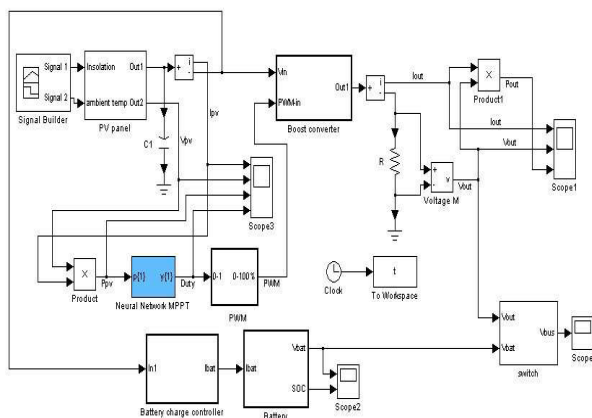 Signal 1
Signal 2
Signal Builder
Insolation
ambient temp
Out1
Out2
PV panel
C1
Vpv
Ipv
+
i
-
Vin
PWM-in
Out1
Boost converter
+
i
-
Iout
R
+
-
v
Voltage M
Vout
X
Product1
Pout
Iout
Vout
Scope1
Scope3
X
Product
Ppv
p{1}
y{1}
Neural Network MPPT
Duty
0-1
0-100%
PWM
PWM
Clock
t
To Workspace
Vout
Vbat
Vbus
switch
Scope
In1
Ibat
Battery charge controller
Ibat
Vbat
SOC
Battery
Scope2